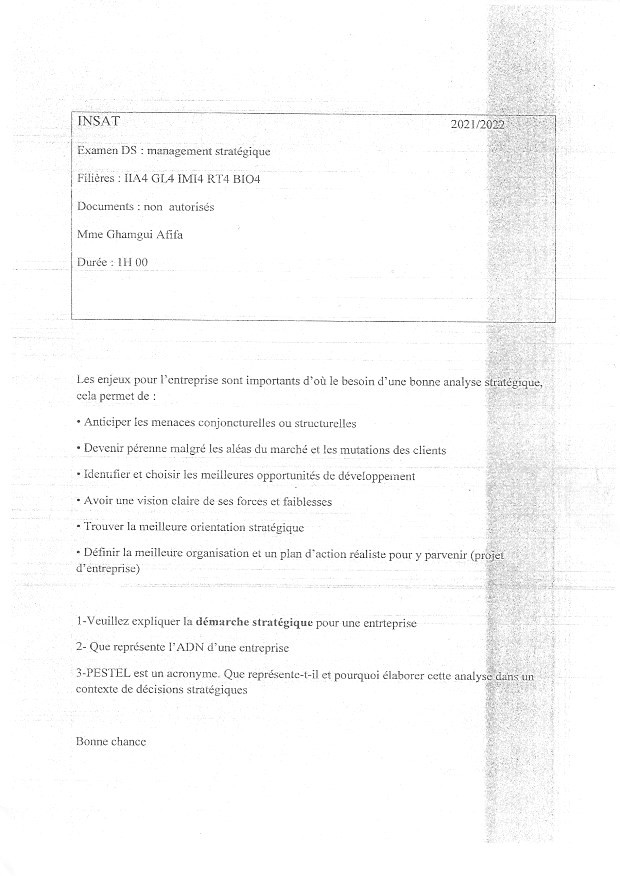 INSAT 2021/2022
Examen DS : management stratégique
Filières : IIA4 GL4 IMI4 RT4 BIO4
Documents : non autorisés
Mme Ghamgui Afifa
Durée : 1H 00
Les enjeux pour l'entreprise sont importants d'où le besoin d'une bonne analyse stratégique,
cela permet de :
• Anticiper les menaces conjoncturelles ou structurelles
• Devenir pérenne malgré les aléas du marché et les mutations des clients
• Identifier et choisir les meilleures opportunités de développement
• Avoir une vision claire de ses forces et faiblesses
• Trouver la meilleure orientation stratégique
• Définir la meilleure organisation et un plan d'action réaliste pour y parvenir (projet
d'entreprise)
1-Veuillez expliquer la démarche stratégique pour une entrteprise
2- Que représente l'ADN d'une entreprise
3-PESTEL est un acronyme. Que représente-t-il et pourquoi élaborer cette analyse dans un
contexte de décisions stratégiques
Bonne chance